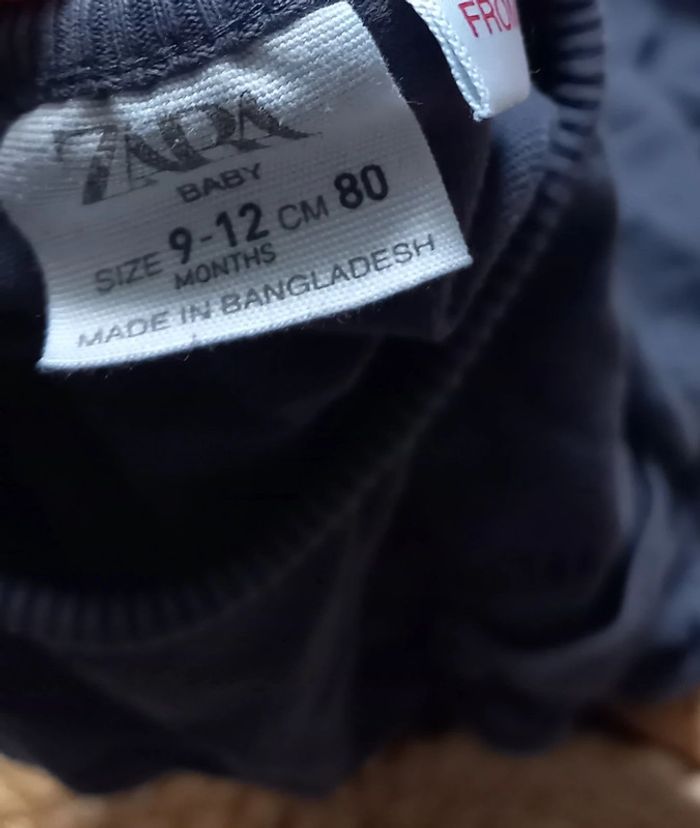 ZARA
BABY
SIZE 9-12 CM 80
MONTHS
MADE IN BANGLADESH